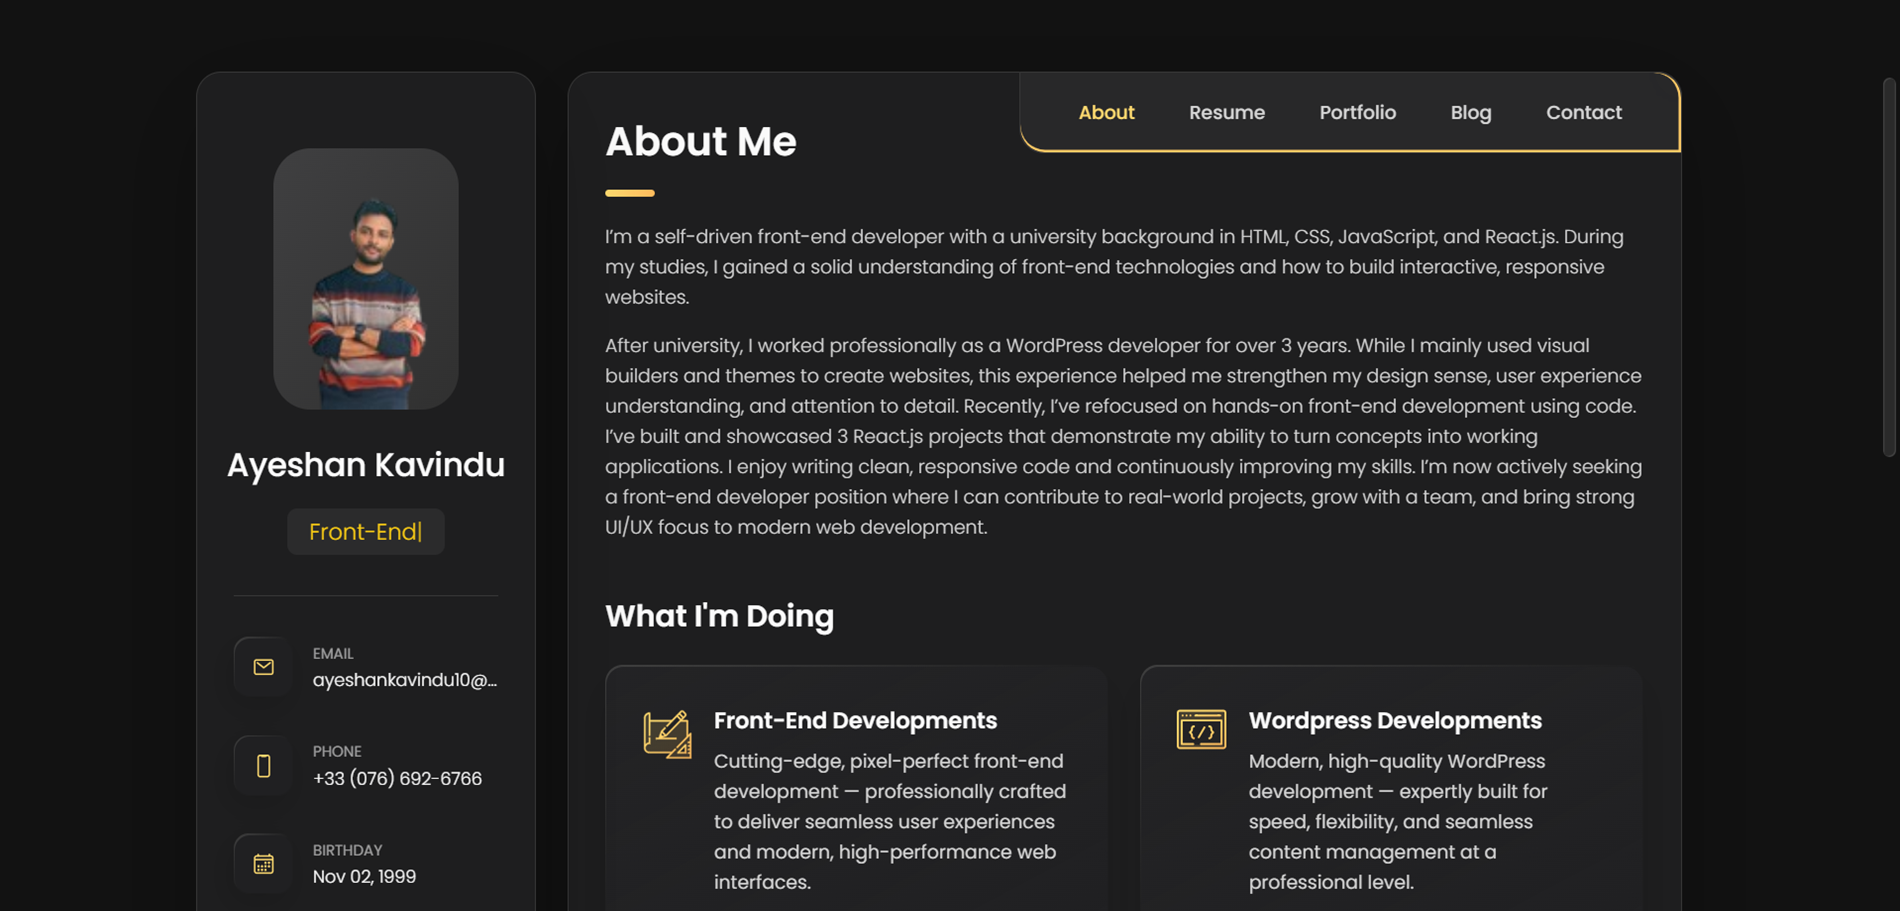 Ayeshan Kavindu
Front-End|
EMAIL
ayeshankavindu10@...
PHONE
+33 (076) 692-6766
BIRTHDAY
Nov 02, 1999
About
Resume
Portfolio
Blog
Contact
About Me
I'm a self-driven front-end developer with a university background in HTML, CSS, JavaScript, and React.js. During
my studies, I gained a solid understanding of front-end technologies and how to build interactive, responsive
websites.
After university, I worked professionally as a WordPress developer for over 3 years. While I mainly used visual
builders and themes to create websites, this experience helped me strengthen my design sense, user experience
understanding, and attention to detail. Recently, I've refocused on hands-on front-end development using code.
I've built and showcased 3 React.js projects that demonstrate my ability to turn concepts into working
applications. I enjoy writing clean, responsive code and continuously improving my skills. I'm now actively seeking
a front-end developer position where I can contribute to real-world projects, grow with a team, and bring strong
UI/UX focus to modern web development.
What I'm Doing
Front-End Developments
Cutting-edge, pixel-perfect front-end
development — professionally crafted
to deliver seamless user experiences
and modern, high-performance web
interfaces.
Wordpress Developments
Modern, high-quality WordPress
development — expertly built for
speed, flexibility, and seamless
content management at a
professional level.